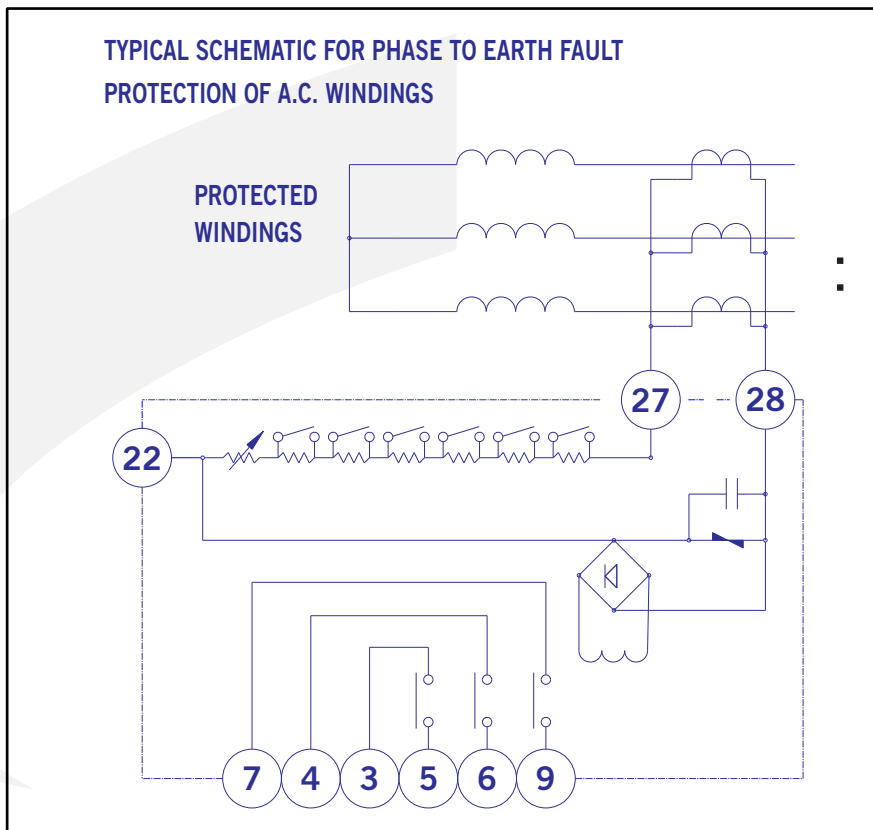 TYPICAL SCHEMATIC FOR PHASE TO EARTH FAULT
PROTECTION OF A.C. WINDINGS
PROTECTED
WINDINGS
:
27 28
22
7 4 3 5 6 9